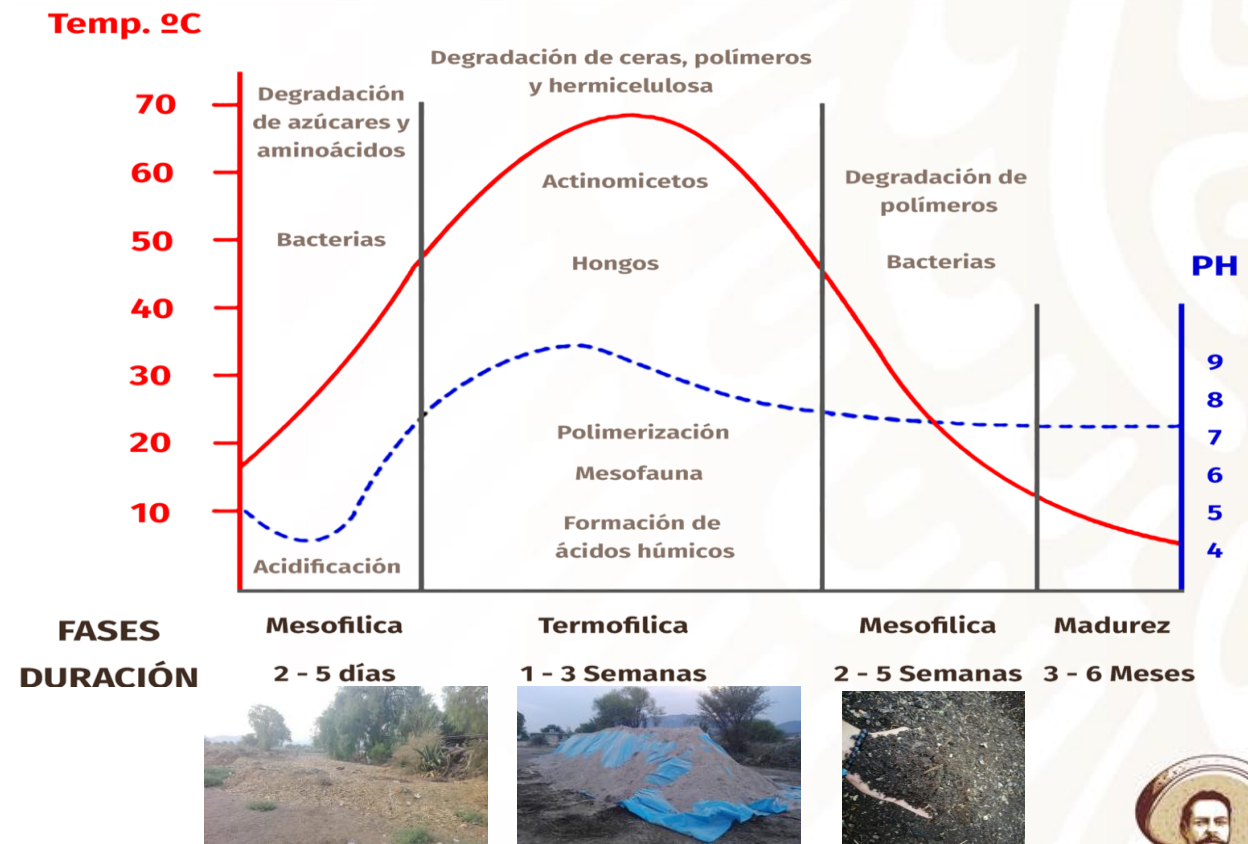 Temp. ºC
Degradación de ceras, polímeros
y hermicelulosa
Degradación
de azúcares y
aminoácidos
70
60
50
40
30
20
10
Actinomicetos
Degradación de
polímeros
Bacterias
Hongos
Bacterias
PH
9
8
7
6
5
4
Polimerización
Mesofauna
Formación de
ácidos húmicos
Acidificación
FASES
Mesofilica
Termofilica
Mesofilica
Madurez
DURACIÓN
2 - 5 días
1 - 3 Semanas
2 - 5 Semanas
3 - 6 Meses